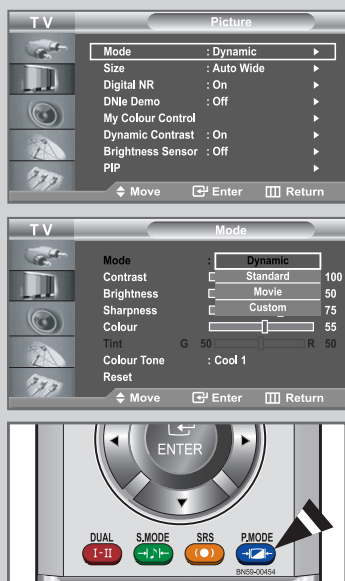 TV Picture
Mode : Dynamic
Size : Auto Wide
Digital NR : On
DNIe Demo : Off
My Colour Control
Dynamic Contrast : On
Brightness Sensor : Off
PIP
Move Enter Return
TV Mode
Mode : Dynamic
Contrast Standard 100
Brightness Movie 50
Sharpness Custom 75
Colour 55
Tint G 50 R 50
Colour Tone : Cool 1
Reset
Move Enter Return
ENTER
DUAL S.MODE SRS P.MODE
I-II
BN59-00454